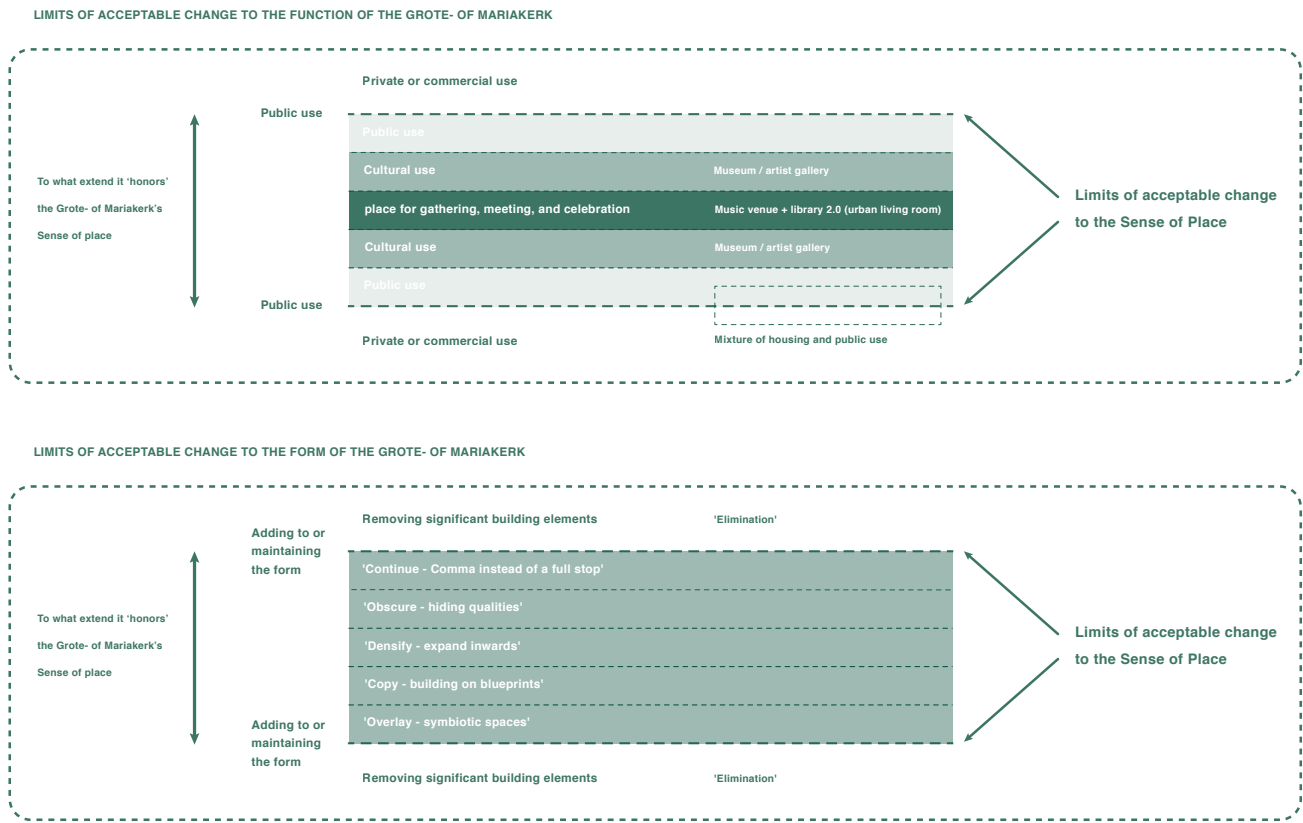 LIMITS OF ACCEPTABLE CHANGE TO THE FUNCTION OF THE GROTE- OF MARIAKERK
Private or commercial use
Public use
Public use
Cultural use
Museum / artist gallery
To what extend it ‘honors’
the Grote- of Mariakerk’s
Sense of place
place for gathering, meeting, and celebration
Music venue + library 2.0 (urban living room)
Limits of acceptable change
to the Sense of Place
Cultural use
Museum / artist gallery
Public use
Public use
Private or commercial use
Mixture of housing and public use
LIMITS OF ACCEPTABLE CHANGE TO THE FORM OF THE GROTE- OF MARIAKERK
Removing significant building elements
'Elimination'
Adding to or
maintaining
the form
'Continue - Comma instead of a full stop'
'Obscure - hiding qualities'
To what extend it ‘honors’
the Grote- of Mariakerk’s
Sense of place
'Densify - expand inwards'
Limits of acceptable change
to the Sense of Place
'Copy - building on blueprints'
'Overlay - symbiotic spaces'
Adding to or
maintaining
the form
Removing significant building elements
'Elimination'